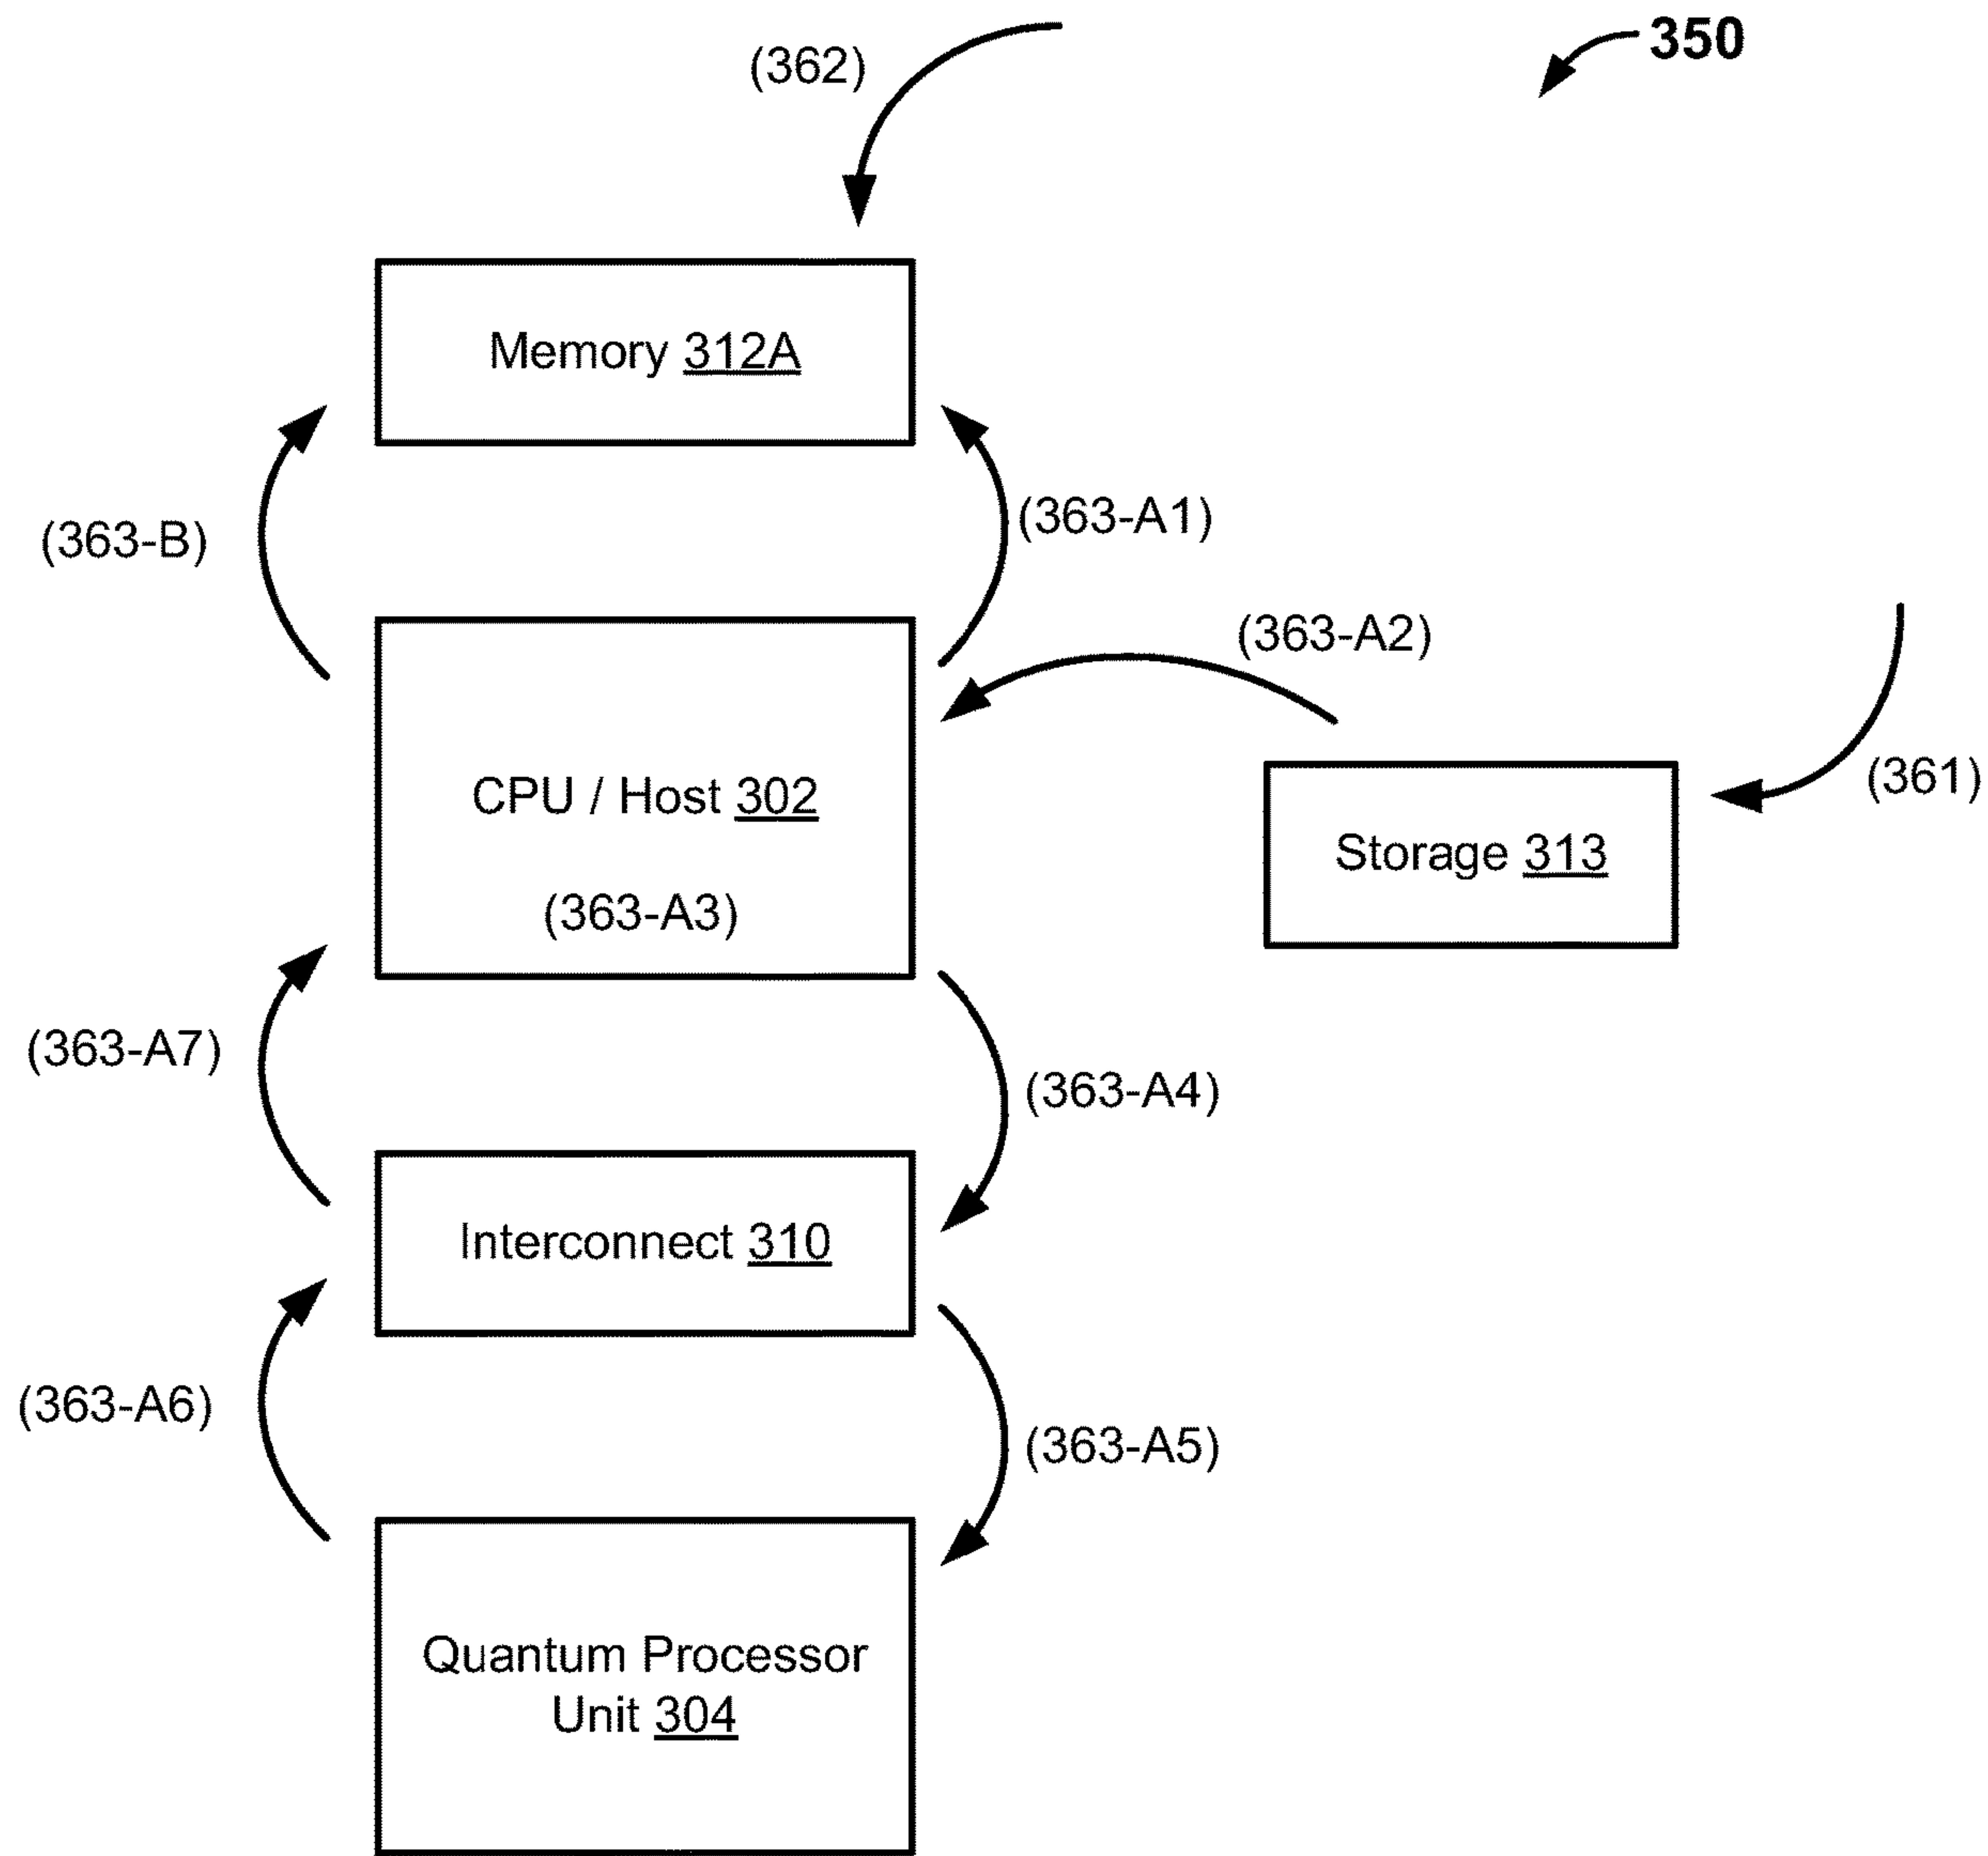 350
(362)
Memory 312A
(363-B)
(363-A1)
(363-A2)
CPU / Host 302
(361)
Storage 313
(363-A3)
(363-A7)
(363-A4)
Interconnect 310
(363-A6)
(363-A5)
Quantum Processor
Unit 304